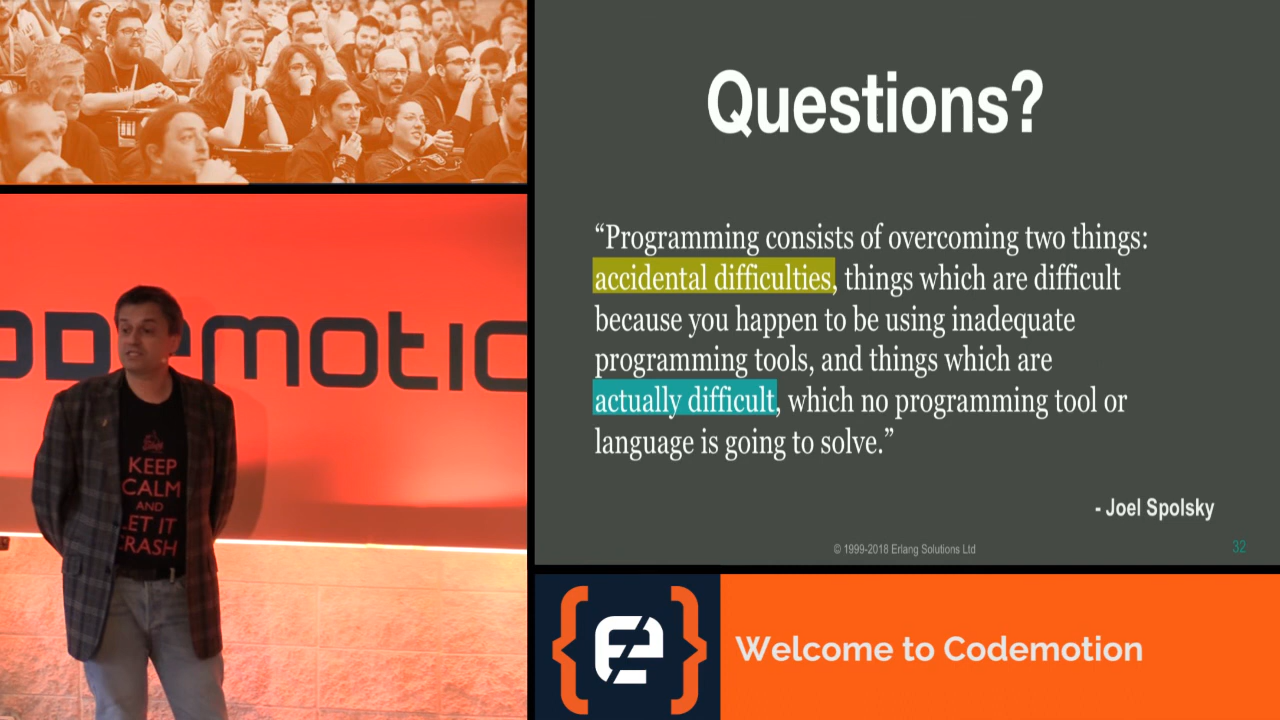 Questions?
“Programming consists of overcoming two things:
accidental difficulties, things which are difficult
because you happen to be using inadequate
programming tools, and things which are
actually difficult, which no programming tool or
language is going to solve.”
- Joel Spolsky
© 1999-2018 Erlang Solutions Ltd
32
ODEMOTIO
KEEP
CALM
AND
LET IT
CRASH
Welcome to Codemotion